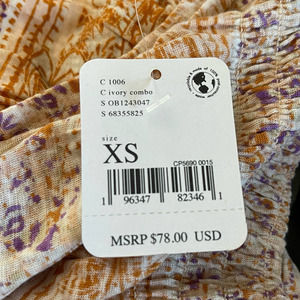 C 1006
C ivory combo
S OB1243047
S 68355825
size
XS
CP5690 0015
1 96347 82346 1
MSRP $78.00 USD